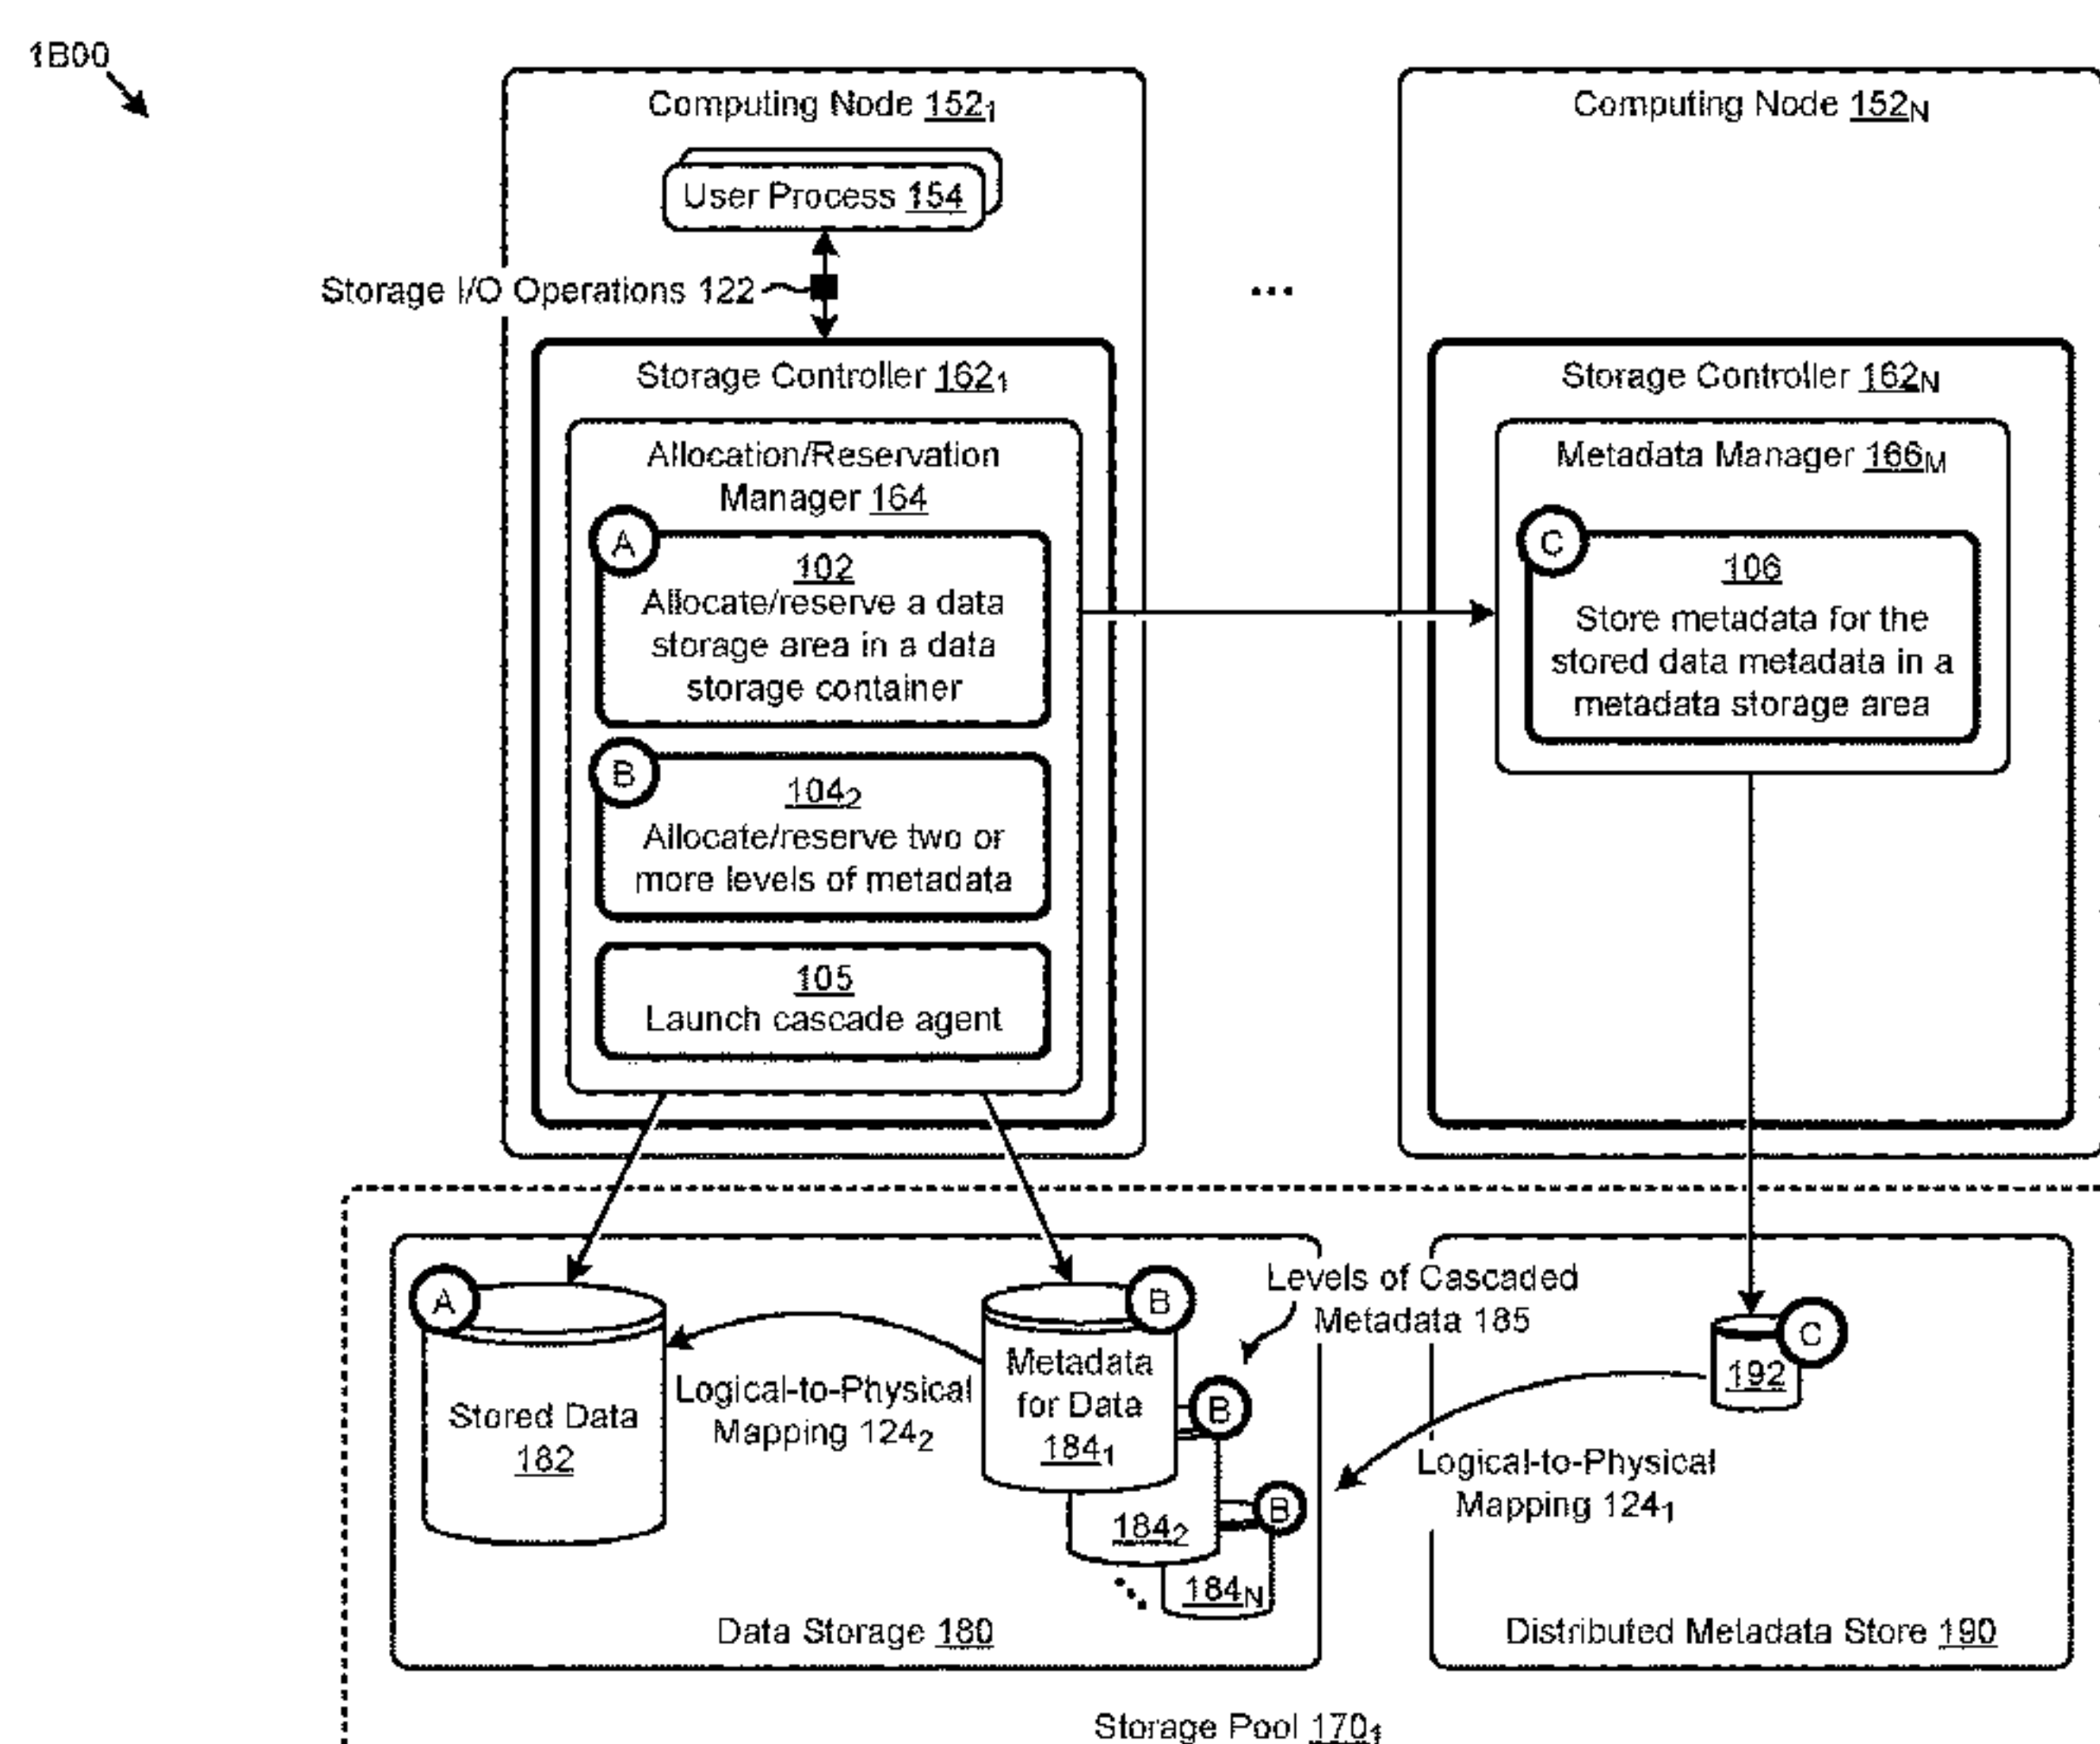 1B00
Computing Node 152₁
User Process 154
Storage I/O Operations 122
Storage Controller 162₁
Allocation/Reservation
Manager 164
A
102
Allocate/reserve a data
storage area in a data
storage container
B
104₂
Allocate/reserve two or
more levels of metadata
105
Launch cascade agent
...
Computing Node 152N
Storage Controller 162N
Metadata Manager 166M
C
106
Store metadata for the
stored data metadata in a
metadata storage area
A
Stored Data
182
Logical-to-Physical
Mapping 124₂
B
Metadata
for Data
184₁
B
184₂
B
184N
Levels of Cascaded
Metadata 185
Data Storage 180
C
192
Logical-to-Physical
Mapping 124₁
Distributed Metadata Store 190
Storage Pool 170₁